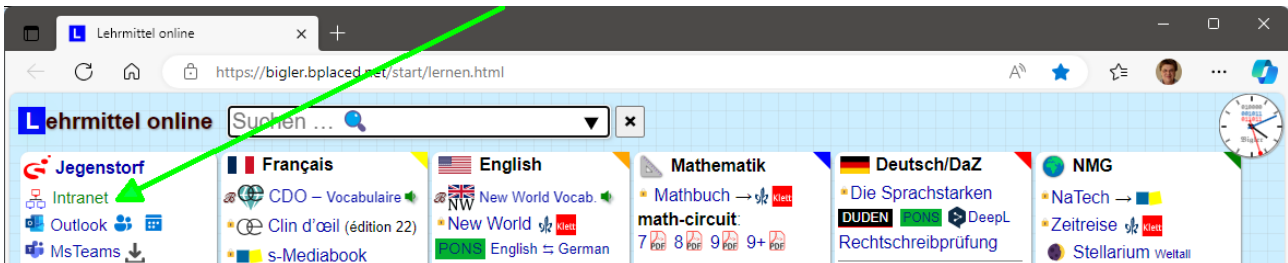 L Lehrmittel online
https://bigler.bplaced.net/start/lernen.html
Lehrmittel online
Suchen ...
Jegenstorf
Intranet
Outlook
MsTeams
Français
CDO – Vocabulaire
Clin d'œil (édition 22)
s-Mediabook
English
NW New World Vocab.
New World Klett
PONS English ⇆ German
Mathematik
Mathbuch → Klett
math-circuit:
7 PDF 8 PDF 9 PDF 9+ PDF
Deutsch/DaZ
Die Sprachstarken
DUDEN PONS DeepL
Rechtschreibprüfung
NMG
NaTech →
Zeitreise Klett
Stellarium Weltall
Bigler